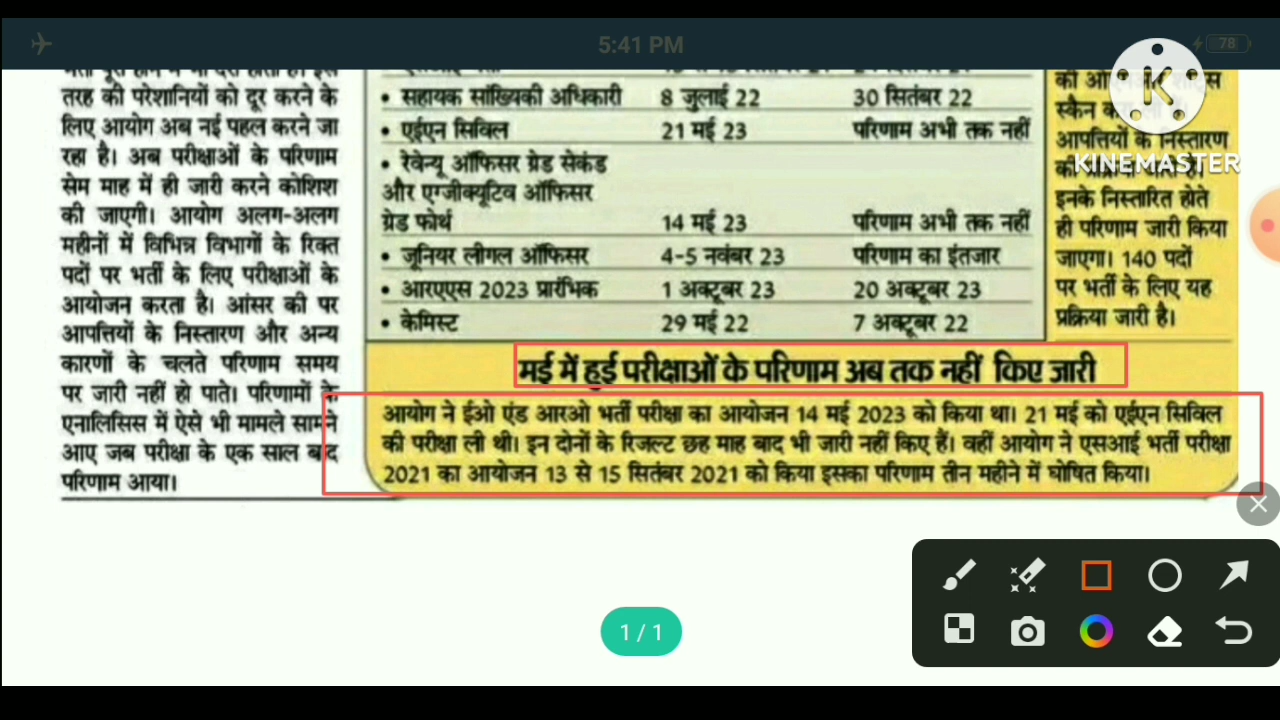 5:41 PM
78
तरह की परेशानियों को दूर करने के
लिए आयोग अब नई पहल करने जा
रहा है। अब परीक्षाओं के परिणाम
सेम माह में ही जारी करने कोशिश
की जाएगी। आयोग अलग-अलग
महीनों में विभिन्न विभागों के रिक्त
पदों पर भर्ती के लिए परीक्षाओं के
आयोजन करता है। आंसर की पर
आपत्तियों के निस्तारण और अन्य
कारणों के चलते परिणाम समय
पर जारी नहीं हो पाते। परिणामों के
एनालिसिस में ऐसे भी मामले सामने
आए जब परीक्षा के एक साल बाद
परिणाम आया।
• सहायक सांख्यिकी अधिकारी 8 जुलाई 22 30 सितंबर 22
• एईएन सिविल 21 मई 23 परिणाम अभी तक नहीं
• रेवेन्यू ऑफिसर ग्रेड सेकंड
और एग्जीक्यूटिव ऑफिसर
ग्रेड फोर्थ 14 मई 23 परिणाम अभी तक नहीं
• जूनियर लीगल ऑफिसर 4-5 नवंबर 23 परिणाम का इंतजार
• आरएएस 2023 प्रारंभिक 1 अक्टूबर 23 20 अक्टूबर 23
• केमिस्ट 29 मई 22 7 अक्टूबर 22
की
स्कैन
आपत्तियों के निस्तारण
की
इनके निस्तारित होते
ही परिणाम जारी किया
जाएगा। 140 पदों
पर भर्ती के लिए यह
प्रक्रिया जारी है।
K
KINEMASTER
मई में हुई परीक्षाओं के परिणाम अब तक नहीं किए जारी
आयोग ने ईओ एंड आरओ भर्ती परीक्षा का आयोजन 14 मई 2023 को किया था। 21 मई को एईएन सिविल
की परीक्षा ली थी। इन दोनों के रिजल्ट छह माह बाद भी जारी नहीं किए हैं। वहीं आयोग ने एसआई भर्ती परीक्षा
2021 का आयोजन 13 से 15 सितंबर 2021 को किया इसका परिणाम तीन महीने में घोषित किया।
1 / 1